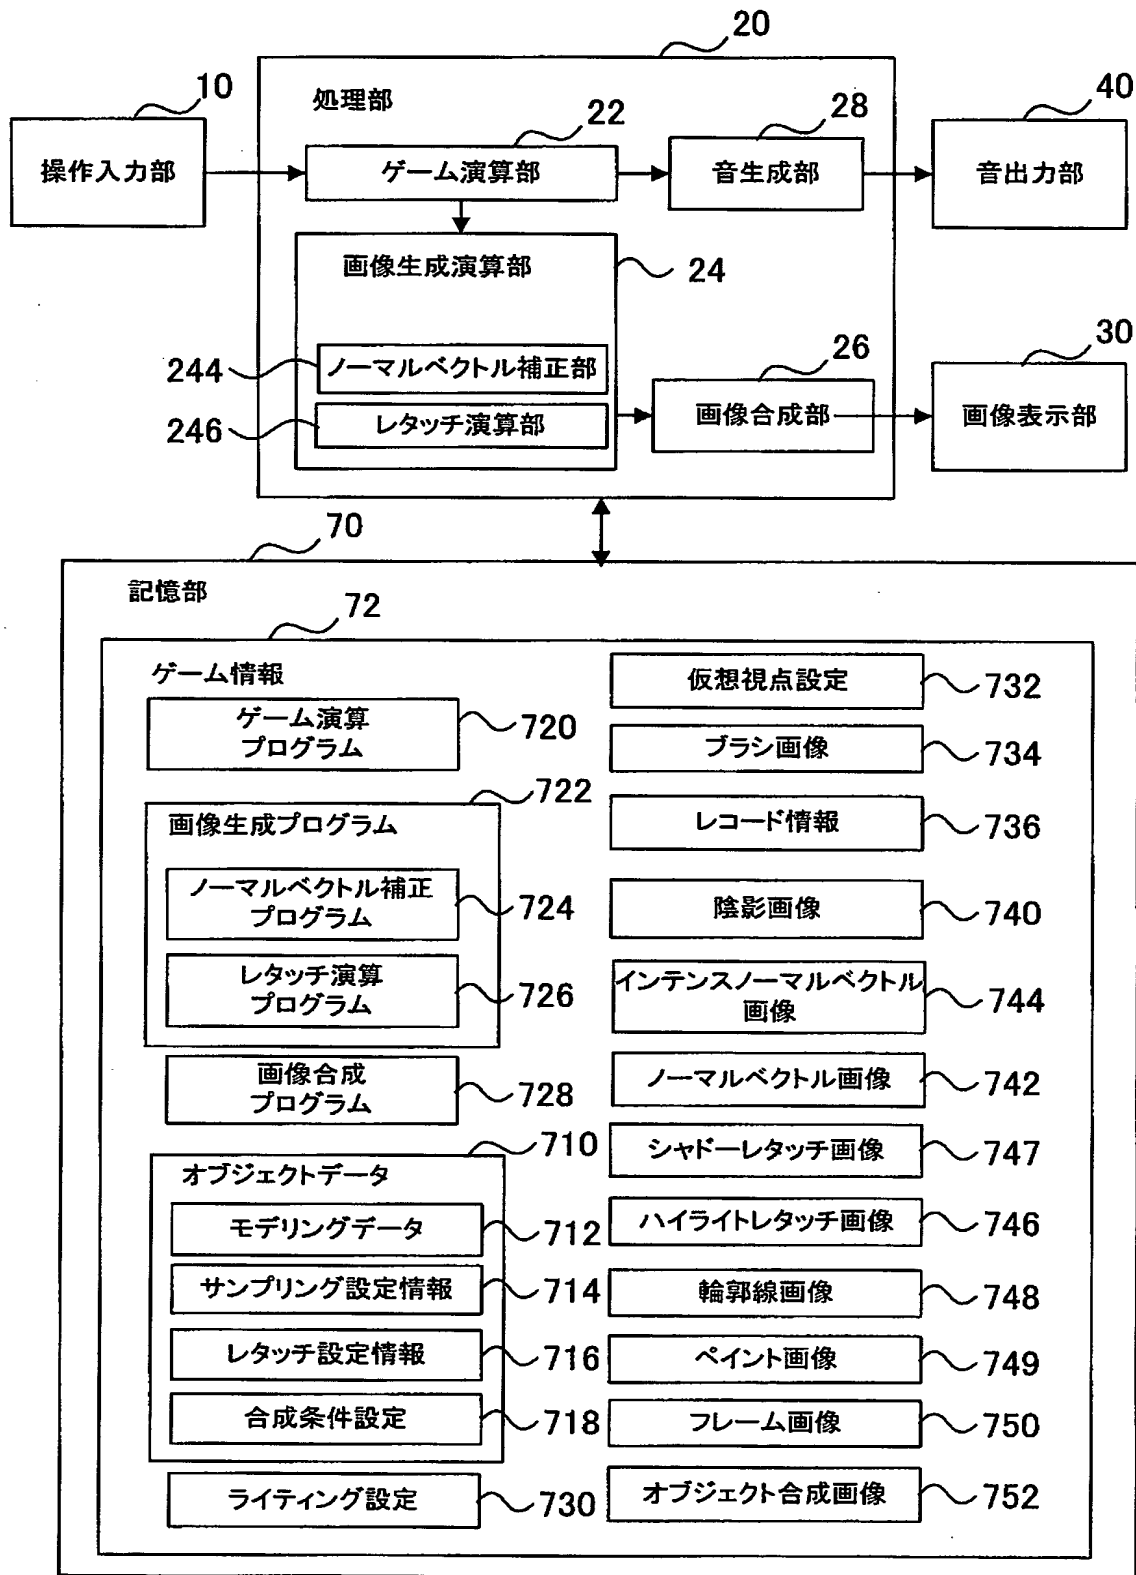 20
10
処理部
22
28
40
操作入力部
ゲーム演算部
音生成部
音出力部
画像生成演算部
24
26
30
244
ノーマルベクトル補正部
246
レタッチ演算部
画像合成部
画像表示部
70
記憶部
72
ゲーム情報
ゲーム演算
プログラム
720
722
画像生成プログラム
ノーマルベクトル補正
プログラム
724
レタッチ演算
プログラム
726
画像合成
プログラム
728
710
オブジェクトデータ
モデリングデータ
712
サンプリング設定情報
714
レタッチ設定情報
716
合成条件設定
718
ライティング設定
730
仮想視点設定
732
ブラシ画像
734
レコード情報
736
陰影画像
740
インテンスノーマルベクトル
画像
744
ノーマルベクトル画像
742
シャドーレタッチ画像
747
ハイライトレタッチ画像
746
輪郭線画像
748
ペイント画像
749
フレーム画像
750
オブジェクト合成画像
752